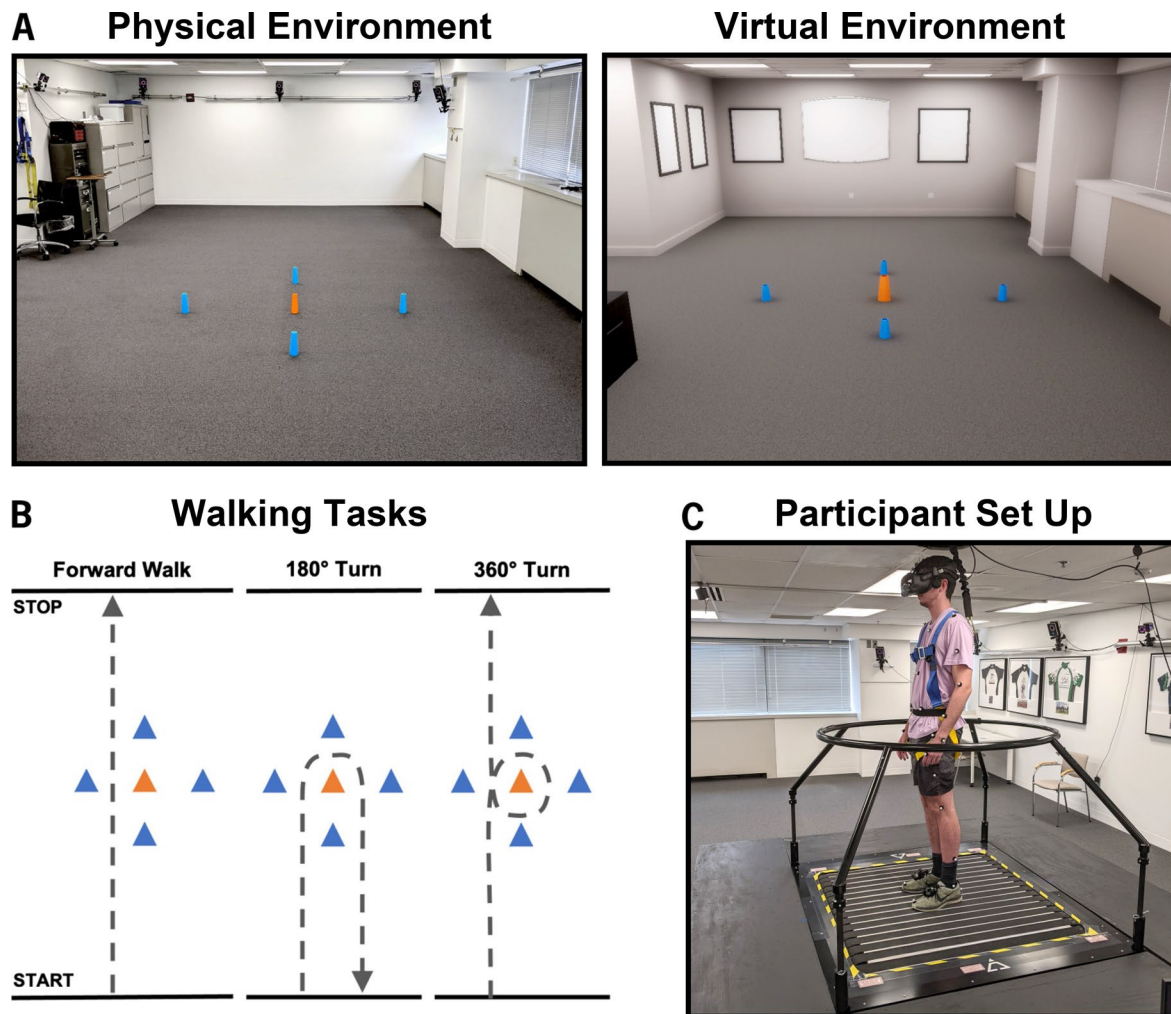 A Physical Environment
Virtual Environment
B Walking Tasks
Forward Walk
180° Turn
360° Turn
STOP
START
C Participant Set Up